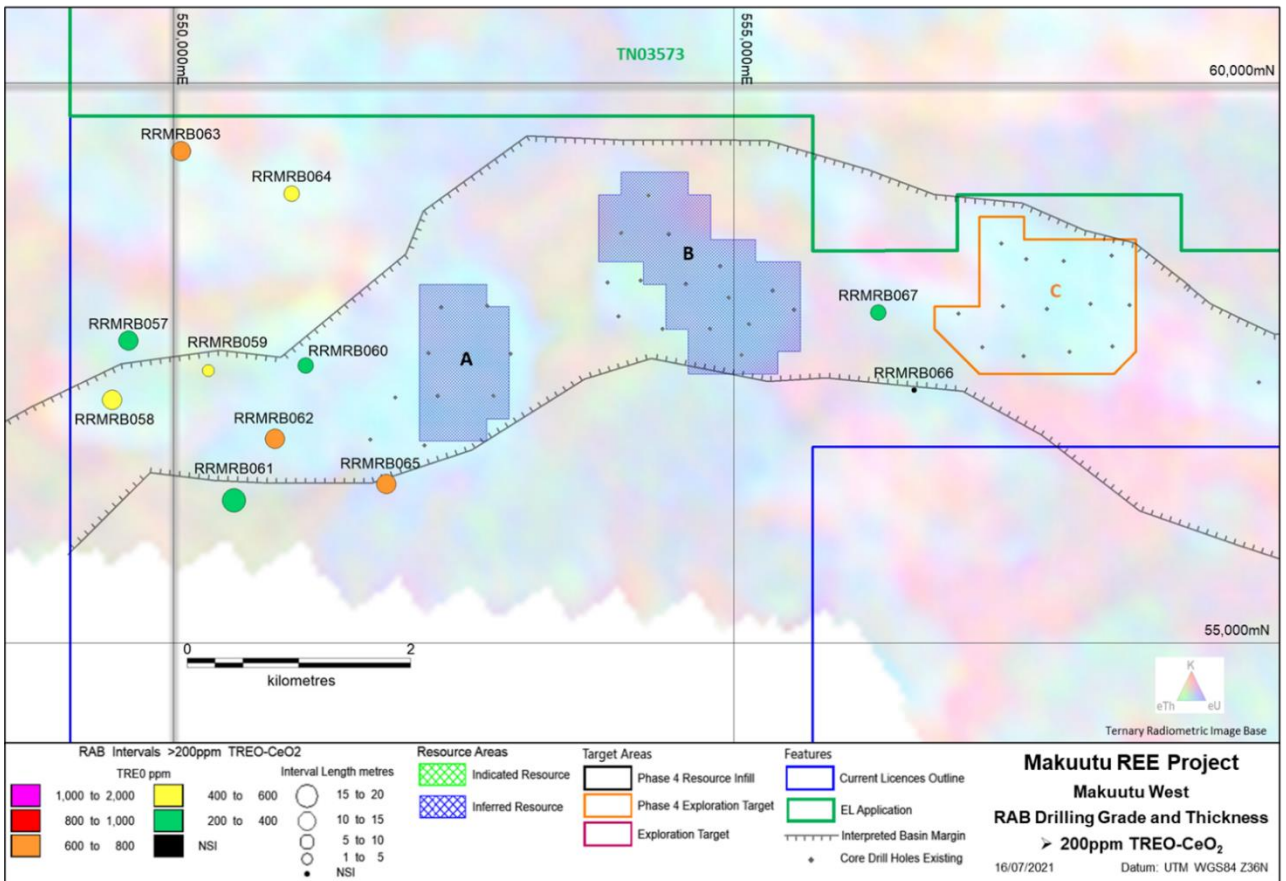 TN03573
550,000mE
555,000mE
60,000mN
RRMRB063
RRMRB064
B
C
RRMRB067
RRMRB057
RRMRB059
RRMRB060
A
RRMRB066
RRMRB058
RRMRB062
RRMRB061
RRMRB065
55,000mN
0 2
kilometres
K
eTh eU
Ternary Radiometric Image Base
RAB Intervals >200ppm TREO-CeO2
TRE0 ppm
1,000 to 2,000
800 to 1,000
600 to 800
400 to 600
200 to 400
NSI
Interval Length metres
15 to 20
10 to 15
5 to 10
1 to 5
NSI
Resource Areas
Indicated Resource
Inferred Resource
Target Areas
Phase 4 Resource Infill
Phase 4 Exploration Target
Exploration Target
Features
Current Licences Outline
EL Application
Interpreted Basin Margin
Core Drill Holes Existing
Makuutu REE Project
Makuutu West
RAB Drilling Grade and Thickness
➢ 200ppm TREO-CeO₂
16/07/2021 Datum: UTM WGS84 Z36N